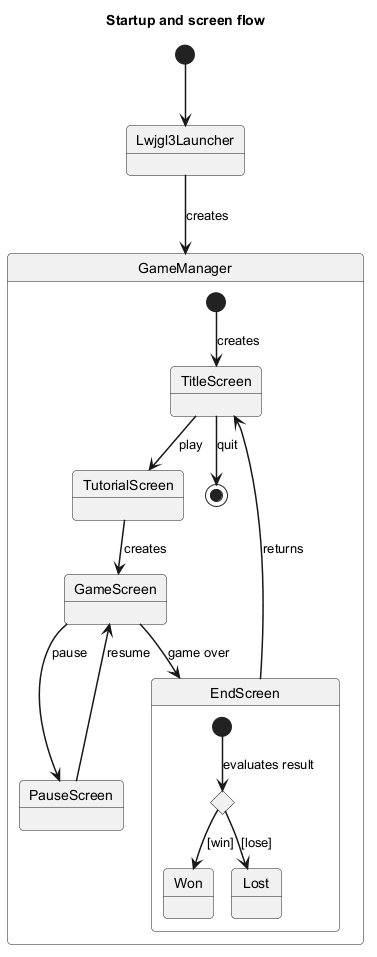 Startup and screen flow
Lwjgl3Launcher
creates
GameManager
creates
TitleScreen
play
quit
TutorialScreen
creates
returns
GameScreen
pause
resume
game over
EndScreen
evaluates result
PauseScreen
[win]
[lose]
Won
Lost